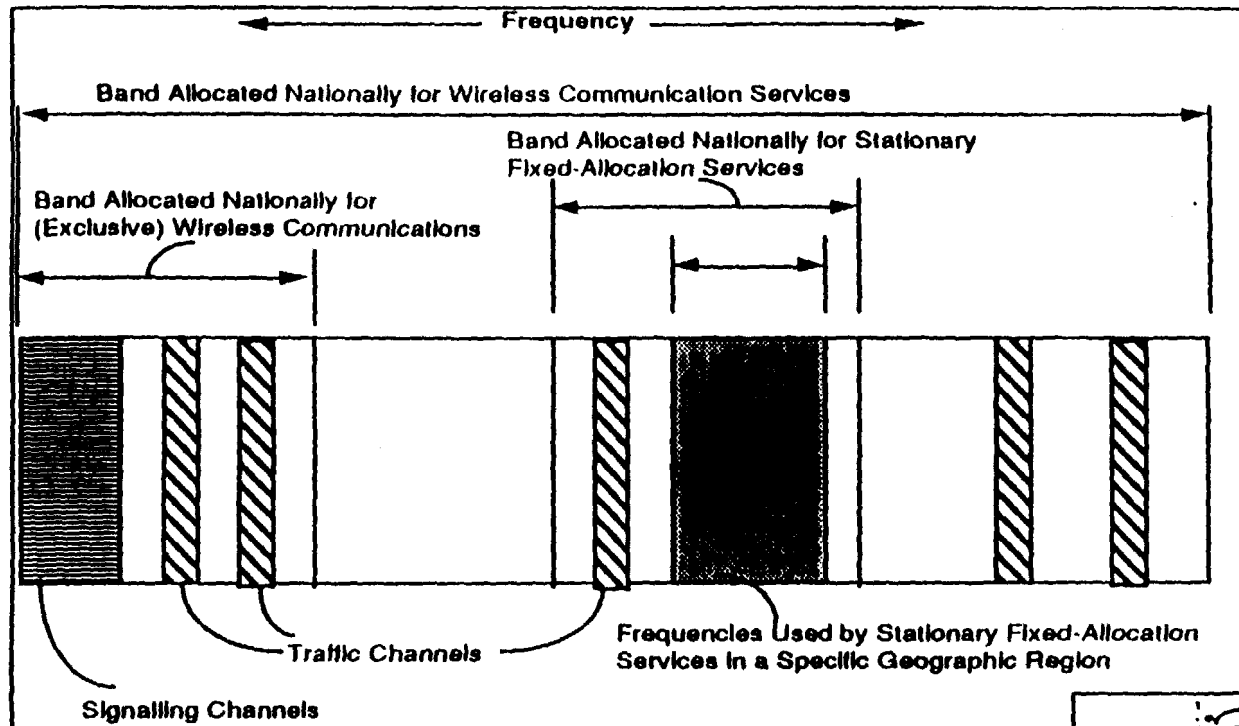 Frequency
Band Allocated Nationally for Wireless Communication Services
Band Allocated Nationally for Stationary
Fixed-Allocation Services
Band Allocated Nationally for
(Exclusive) Wireless Communications
Traffic Channels
Frequencies Used by Stationary Fixed-Allocation
Services in a Specific Geographic Region
Signalling Channels